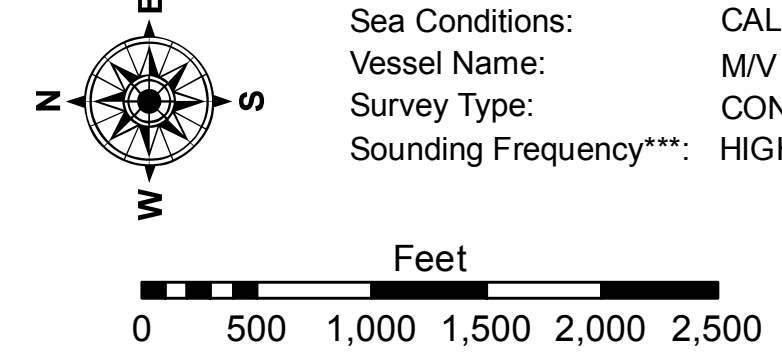 E
Sea Conditions:
Vessel Name: M/V
Survey Type:
Sounding Frequency***:
N S
W
Feet
0 500 1,000 1,500 2,000 2,500